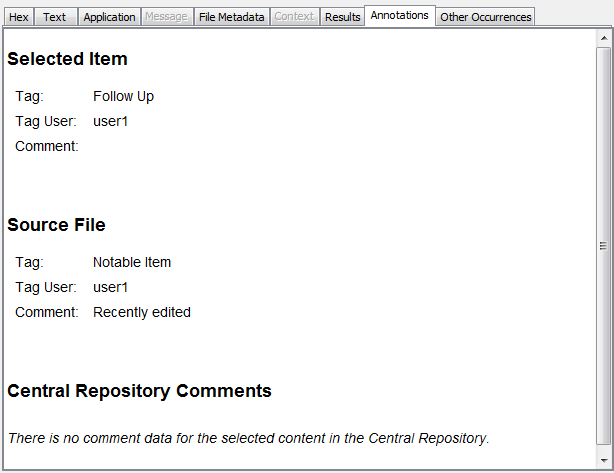 Hex Text Application Message File Metadata Context Results Annotations Other Occurrences
Selected Item
Tag: Follow Up
Tag User: user1
Comment:
Source File
Tag: Notable Item
Tag User: user1
Comment: Recently edited
Central Repository Comments
There is no comment data for the selected content in the Central Repository.